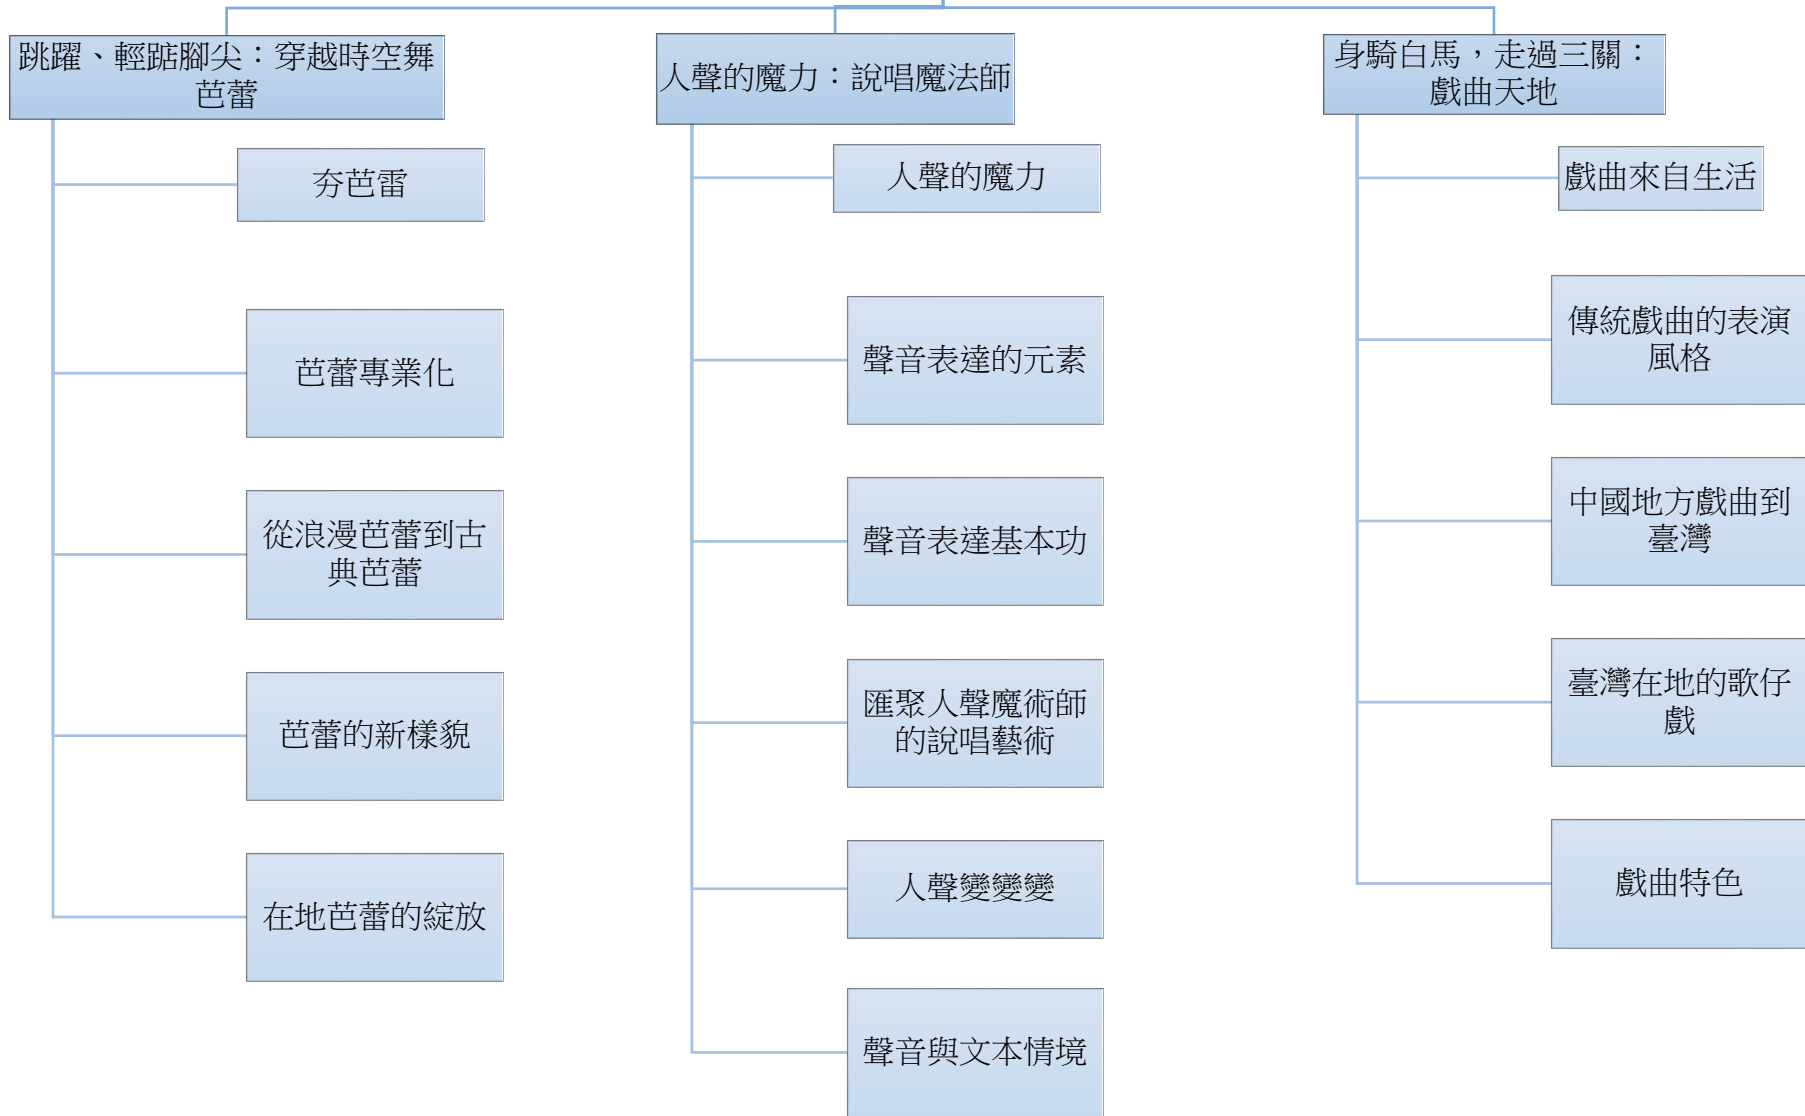 跳躍、輕踮腳尖：穿越時空舞
芭蕾
夯芭雷
芭蕾專業化
從浪漫芭蕾到古
典芭蕾
芭蕾的新樣貌
在地芭蕾的綻放
人聲的魔力：說唱魔法師
人聲的魔力
聲音表達的元素
聲音表達基本功
匯聚人聲魔術師
的說唱藝術
人聲變變變
聲音與文本情境
身騎白馬，走過三關：
戲曲天地
戲曲來自生活
傳統戲曲的表演
風格
中國地方戲曲到
臺灣
臺灣在地的歌仔
戲
戲曲特色